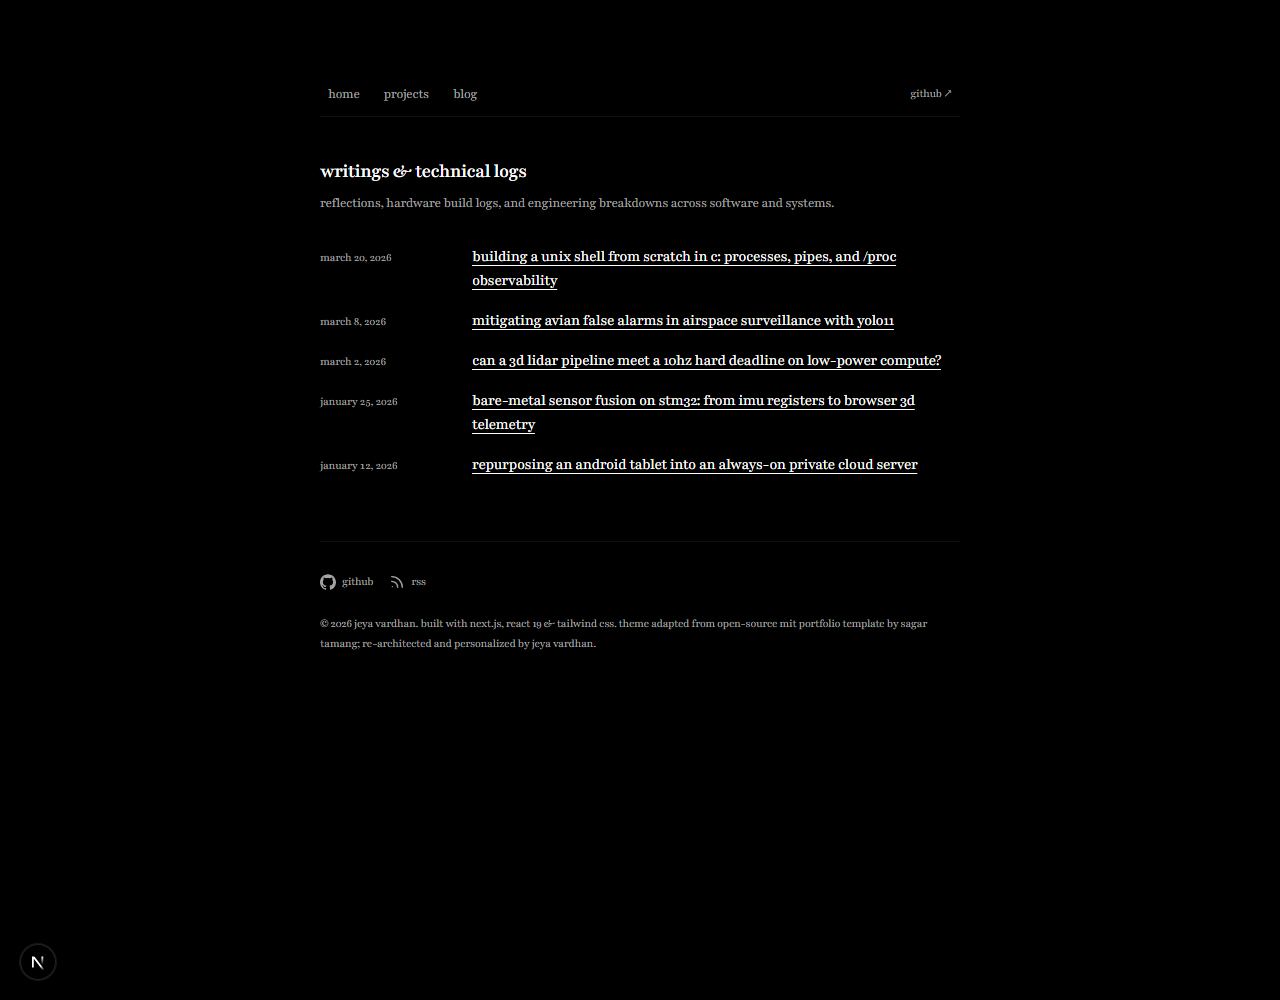 home projects blog github ↗
writings & technical logs
reflections, hardware build logs, and engineering breakdowns across software and systems.
march 20, 2026 building a unix shell from scratch in c: processes, pipes, and /proc
observability
march 8, 2026 mitigating avian false alarms in airspace surveillance with yolo11
march 2, 2026 can a 3d lidar pipeline meet a 10hz hard deadline on low-power compute?
january 25, 2026 bare-metal sensor fusion on stm32: from imu registers to browser 3d
telemetry
january 12, 2026 repurposing an android tablet into an always-on private cloud server
github rss
© 2026 jeya vardhan. built with next.js, react 19 & tailwind css. theme adapted from open-source mit portfolio template by sagar
tamang; re-architected and personalized by jeya vardhan.
N